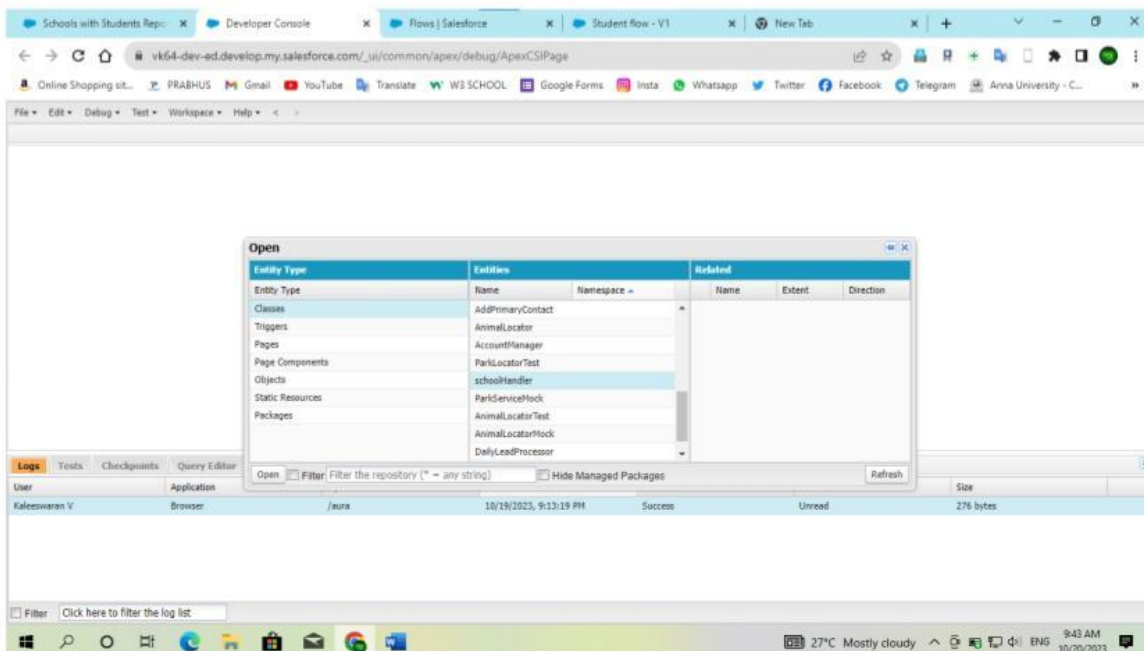 Schools with Students Repo
Developer Console
Flows | Salesforce
Student flow - V1
New Tab
vk64-dev-ed.develop.my.salesforce.com/_ui/common/apex/debug/ApexCSIPage
Online Shopping sit...
PRABHUS
Gmail
YouTube
Translate
W3 SCHOOL
Google Forms
Insta
Whatsapp
Twitter
Facebook
Telegram
Anna University - C...
File Edit Debug Test Workspace Help < >
Open
Entity Type Entities Related
Entity Type Name Namespace Name Extent Direction
Classes AddPrimaryContact
Triggers AnimalLocator
Pages AccountManager
Page Components ParkLocatorTest
Objects schoolHandler
Static Resources ParkServiceMock
Packages AnimalLocatorTest
AnimalLocatorMock
DailyLeadProcessor
Open Filter Filter the repository (* = any string) Hide Managed Packages Refresh
Logs Tests Checkpoints Query Editor
User Application Size
Kaleeswaran V Browser /aura 10/19/2023, 9:13:19 PM Success Unread 276 bytes
Filter Click here to filter the log list
27°C Mostly cloudy ENG 9:43 AM
10/20/2023